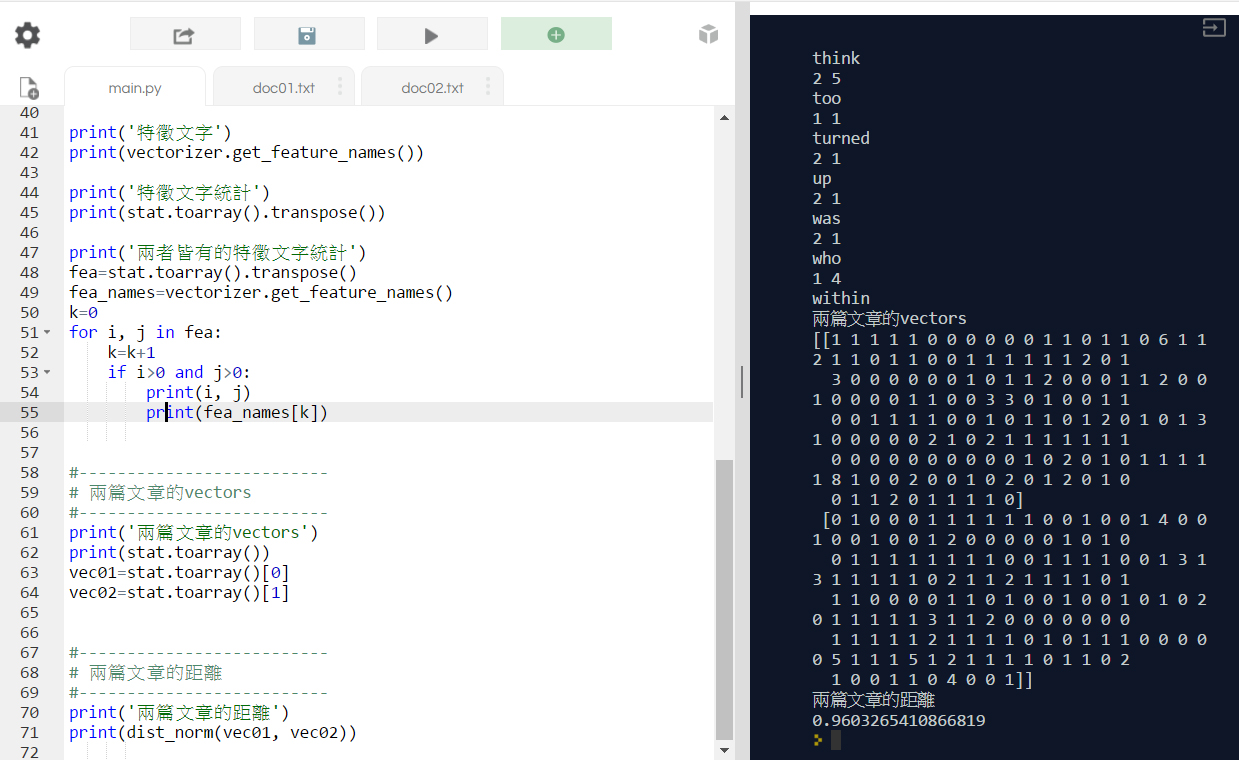 main.py
doc01.txt
doc02.txt
40
41 print('特徵文字')
42 print(vectorizer.get_feature_names())
43
44 print('特徵文字統計')
45 print(stat.toarray().transpose())
46
47 print('兩者皆有的特徵文字統計')
48 fea=stat.toarray().transpose()
49 fea_names=vectorizer.get_feature_names()
50 k=0
51 for i, j in fea:
52     k=k+1
53     if i>0 and j>0:
54         print(i, j)
55         print(fea_names[k])
56
57
58 #--------------------------
59 # 兩篇文章的vectors
60 #--------------------------
61 print('兩篇文章的vectors')
62 print(stat.toarray())
63 vec01=stat.toarray()[0]
64 vec02=stat.toarray()[1]
65
66
67 #--------------------------
68 # 兩篇文章的距離
69 #--------------------------
70 print('兩篇文章的距離')
71 print(dist_norm(vec01, vec02))
72
think
2 5
too
1 1
turned
2 1
up
2 1
was
2 1
who
1 4
within
兩篇文章的vectors
[[1 1 1 1 1 0 0 0 0 0 0 1 1 0 1 1 0 6 1 1
2 1 1 0 1 1 0 0 1 1 1 1 1 1 2 0 1
  3 0 0 0 0 0 0 1 0 1 1 2 0 0 0 1 1 2 0 0
1 0 0 0 0 1 1 0 0 3 3 0 1 0 0 1 1
  0 0 1 1 1 1 0 0 1 0 1 1 0 1 2 0 1 0 1 3
1 0 0 0 0 0 2 1 0 2 1 1 1 1 1 1 1
  0 0 0 0 0 0 0 0 0 0 1 0 2 0 1 0 1 1 1 1
1 8 1 0 0 2 0 0 1 0 2 0 1 2 0 1 0
  0 1 1 2 0 1 1 1 1 0]
 [0 1 0 0 0 1 1 1 1 1 1 0 0 1 0 0 1 4 0 0
1 0 0 1 0 0 1 2 0 0 0 0 0 1 0 1 0
  0 1 1 1 1 1 1 1 1 0 0 1 1 1 1 0 0 1 3 1
3 1 1 1 1 1 0 2 1 1 2 1 1 1 1 0 1
  1 1 0 0 0 0 1 1 0 1 0 0 1 0 0 1 0 1 0 2
0 1 1 1 1 1 3 1 1 2 0 0 0 0 0 0 0
  1 1 1 1 1 2 1 1 1 1 0 1 0 1 1 1 0 0 0 0
0 5 1 1 1 5 1 2 1 1 1 1 0 1 1 0 2
  1 0 0 1 1 0 4 0 0 1]]
兩篇文章的距離
0.9603265410866819